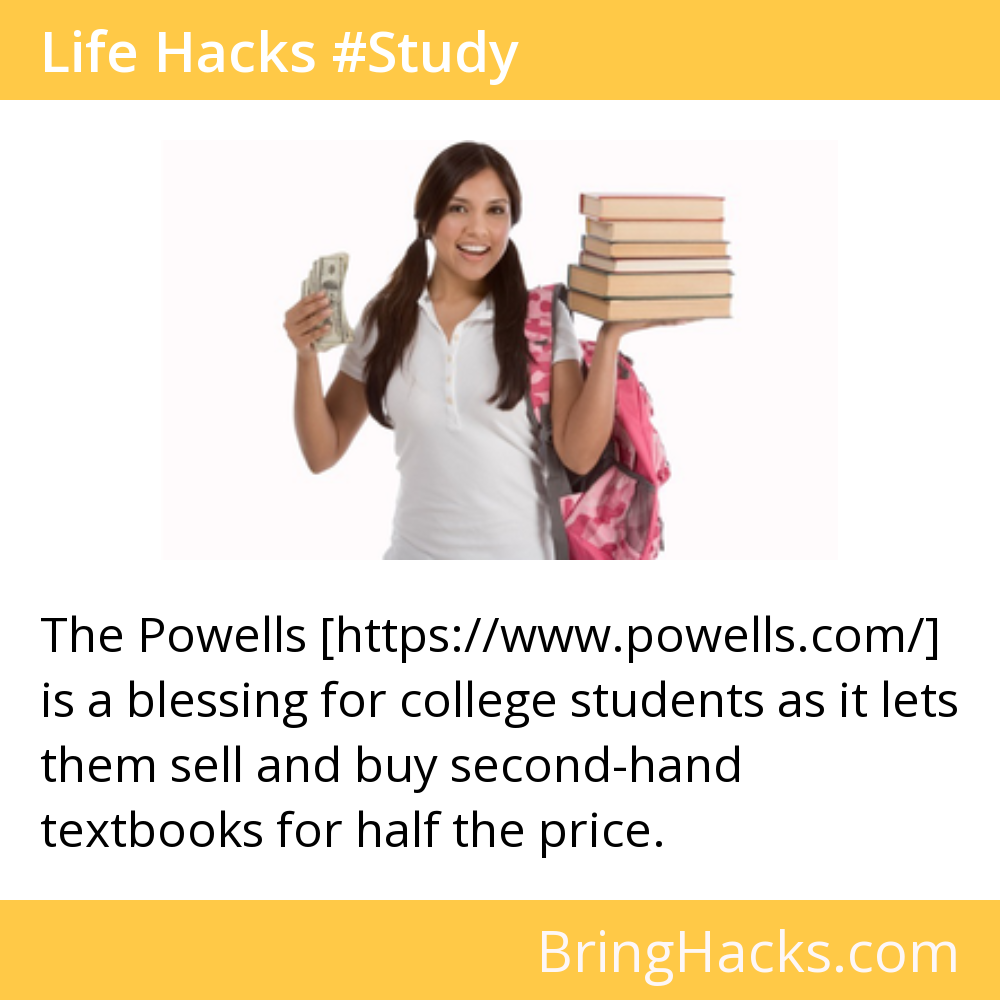 Life Hacks #Study
The Powells [https://www.powells.com/]
is a blessing for college students as it lets
them sell and buy second-hand
textbooks for half the price.
BringHacks.com